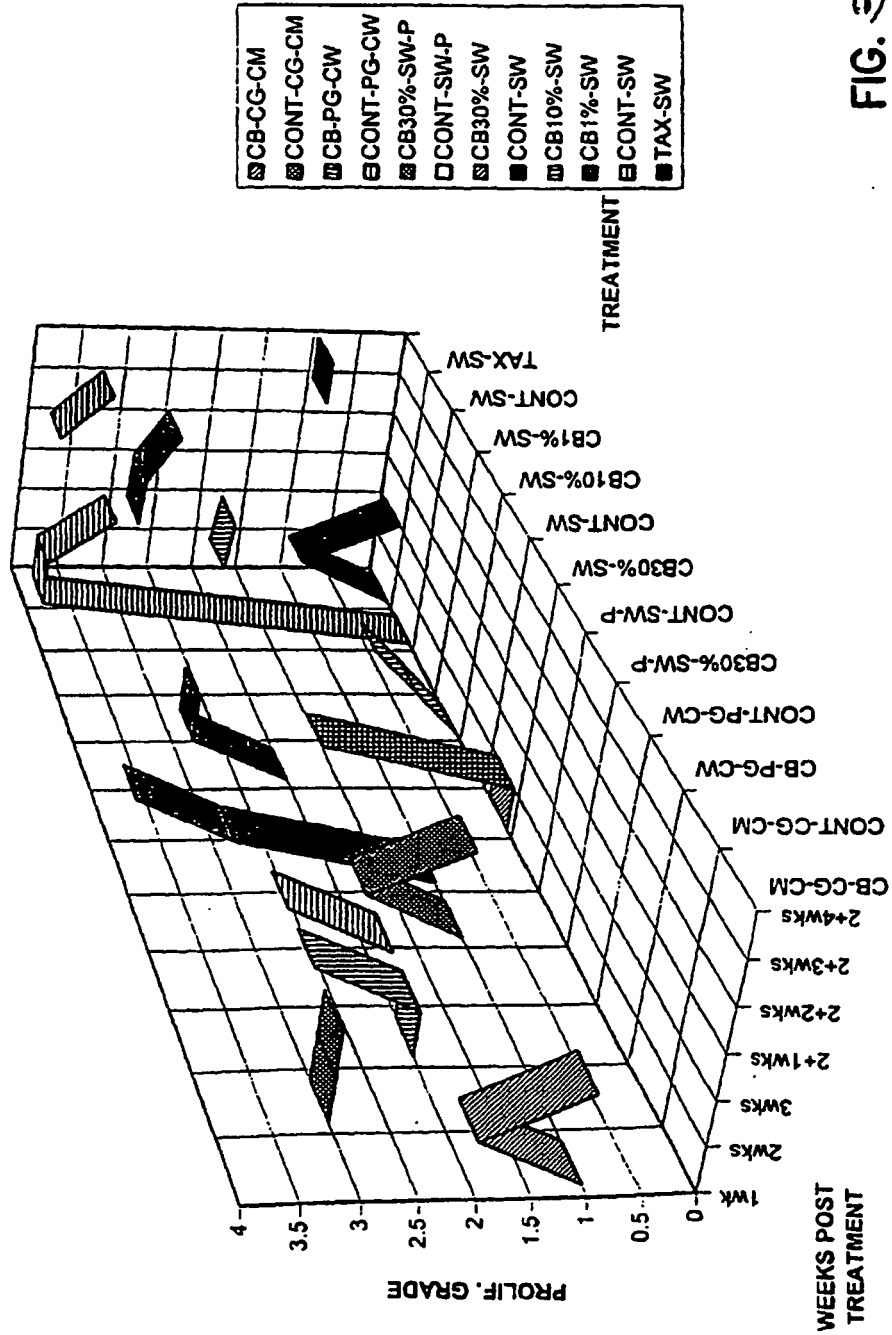 PROLIF. GRADE
4
3.5
3
2.5
2
1.5
1
0.5
0
WEEKS POST
TREATMENT
1wk
2wks
3wks
2+1wks
2+2wks
2+3wks
2+4wks
CB-CG-CM
CONT-CG-CM
CB-PG-CW
CONT-PG-CW
CB30%-SW-P
CONT-SW-P
CB30%-SW
CONT-SW
CB10%-SW
CB1%-SW
CONT-SW
TAX-SW
TREATMENT
CB-CG-CM
CONT-CG-CM
CB-PG-CW
CONT-PG-CW
CB30%-SW-P
CONT-SW-P
CB30%-SW
CONT-SW
CB10%-SW
CB1%-SW
CONT-SW
TAX-SW
FIG.